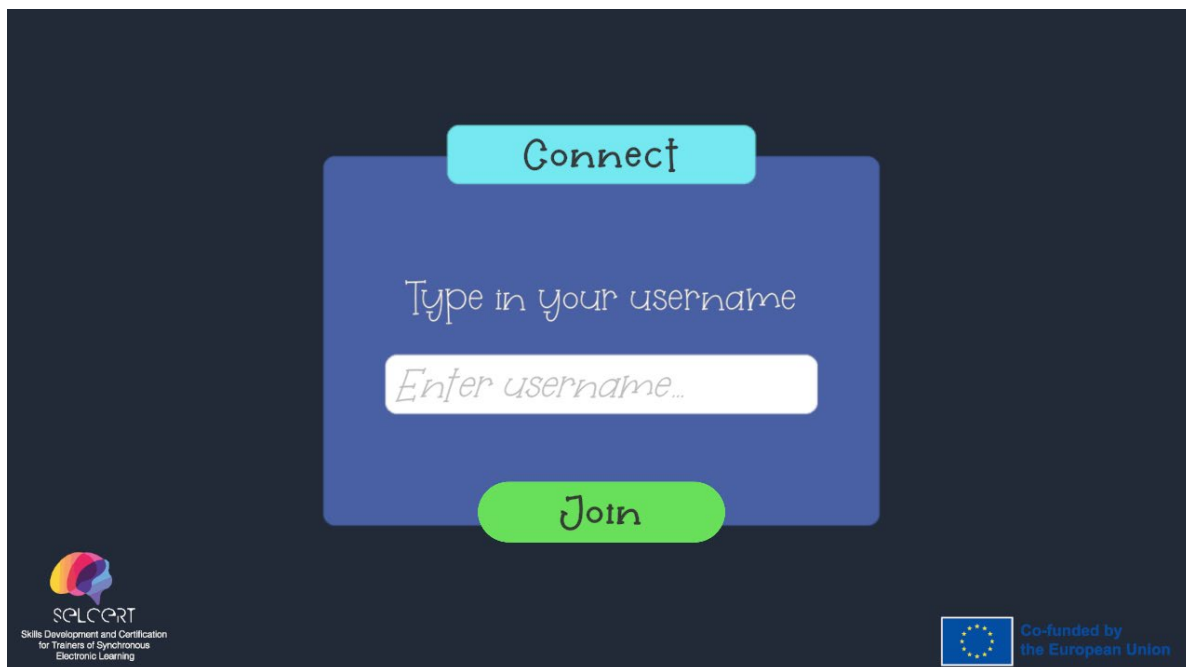 Connect
Type in your username
Enter username...
Join
SELCERT
Skills Development and Certification
for Trainers of Synchronous
Electronic Learning
Co-funded by
the European Union